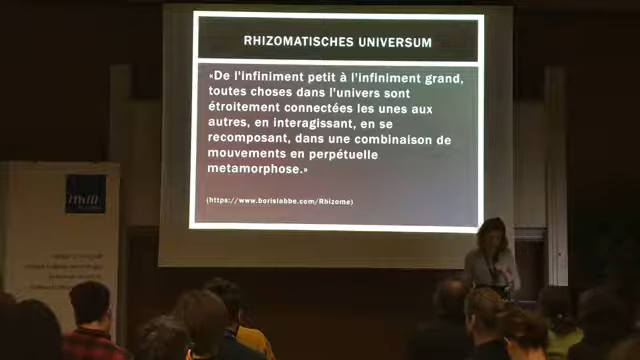 RHIZOMATISCHES UNIVERSUM
«De l'infiniment petit à l'infiniment grand,
toutes choses dans l'univers sont
étroitement connectées les unes aux
autres, en interagissant, en se
recomposant, dans une combinaison de
mouvements en perpétuelle
metamorphose.»
(https://www.borislabbe.com/Rhizome)